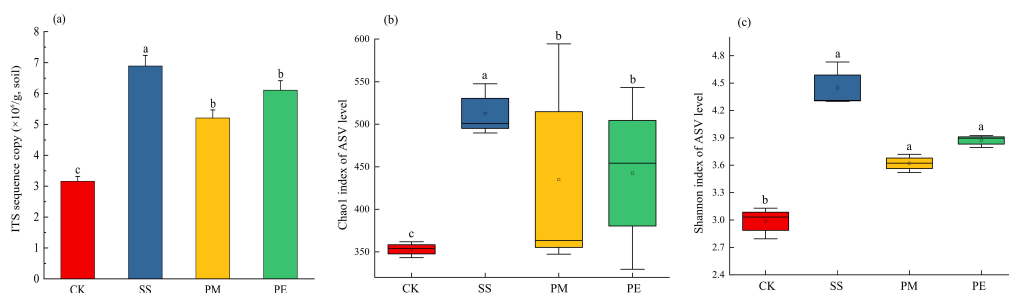 (a)
ITS sequence copy (×10⁶/g, soil)
8
7
6
5
4
3
2
1
0
c
a
b
b
CK
SS
PM
PE
(b)
Chao1 index of ASV level
600
550
500
450
400
350
c
a
b
b
CK
SS
PM
PE
(c)
Shannon index of ASV level
4.8
4.5
4.2
3.9
3.6
3.3
3.0
2.7
2.4
b
a
a
a
CK
SS
PM
PE